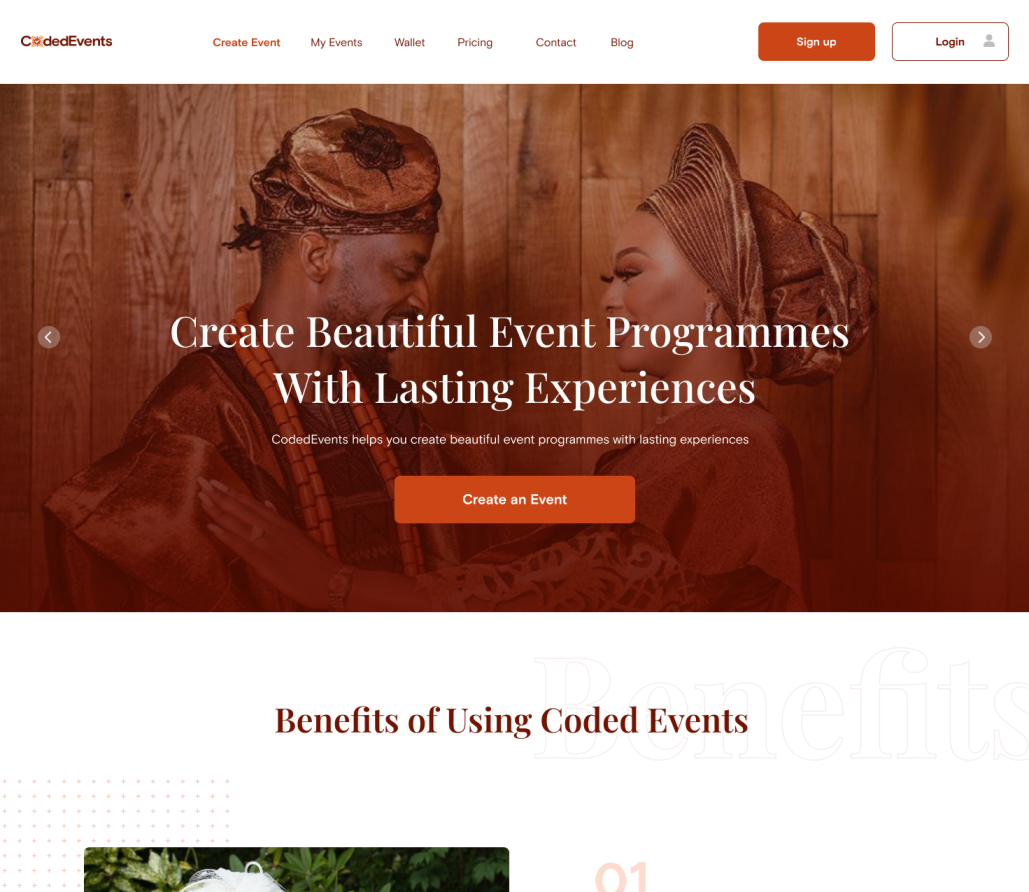 CodedEvents
Create Event
My Events
Wallet
Pricing
Contact
Blog
Sign up
Login
Create Beautiful Event Programmes
With Lasting Experiences
CodedEvents helps you create beautiful event programmes with lasting experiences
Create an Event
Benefits
Benefits of Using Coded Events
01